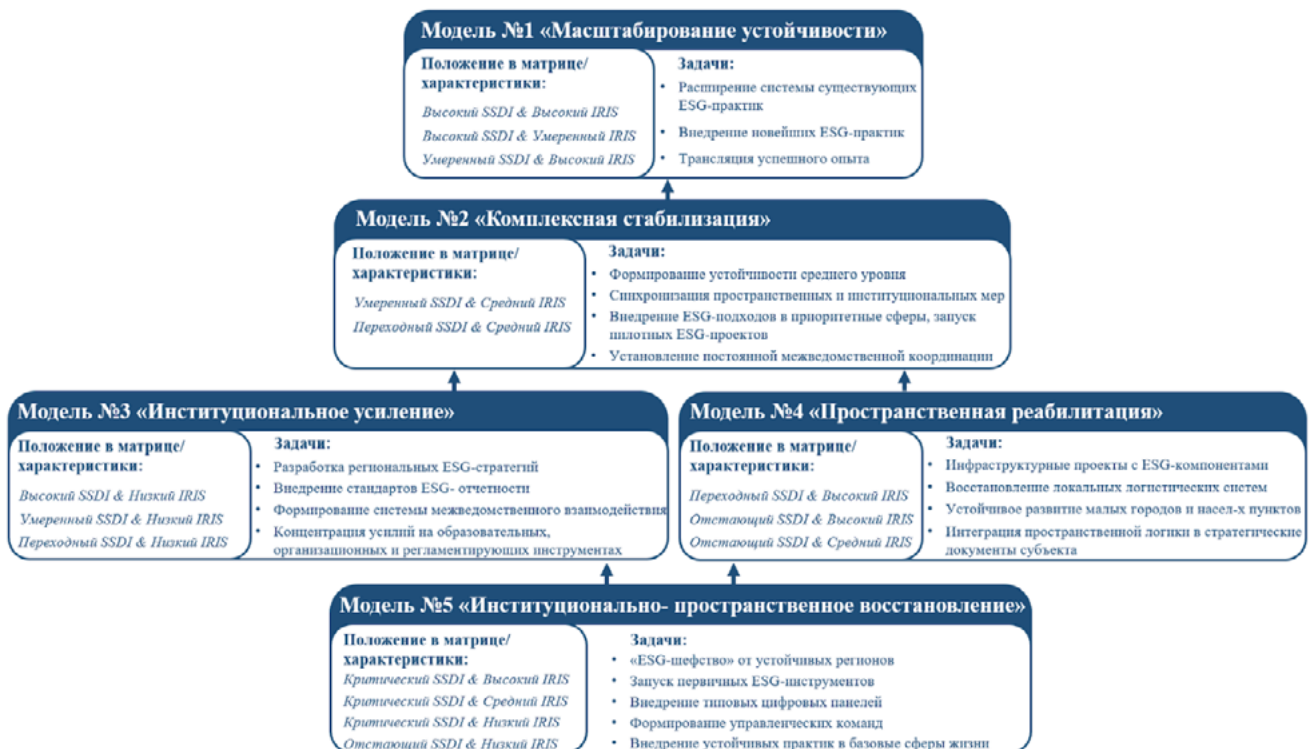 Модель №1 «Масштабирование устойчивости»
Положение в матрице/
характеристики:
Высокий SSDI & Высокий IRIS
Высокий SSDI & Умеренный IRIS
Умеренный SSDI & Высокий IRIS
Задачи:
• Расширение системы существующих
ESG-практик
• Внедрение новейших ESG-практик
• Трансляция успешного опыта
Модель №2 «Комплексная стабилизация»
Положение в матрице/
характеристики:
Умеренный SSDI & Средний IRIS
Переходный SSDI & Средний IRIS
Задачи:
• Формирование устойчивости среднего уровня
• Синхронизация пространственных и институциональных мер
• Внедрение ESG-подходов в приоритетные сферы, запуск
пилотных ESG-проектов
• Установление постоянной межведомственной координации
Модель №3 «Институциональное усиление»
Положение в матрице/
характеристики:
Высокий SSDI & Низкий IRIS
Умеренный SSDI & Низкий IRIS
Переходный SSDI & Низкий IRIS
Задачи:
• Разработка региональных ESG-стратегий
• Внедрение стандартов ESG- отчетности
• Формирование системы межведомственного взаимодействия
• Концентрация усилий на образовательных,
организационных и регламентирующих инструментах
Модель №4 «Пространственная реабилитация»
Положение в матрице/
характеристики:
Переходный SSDI & Высокий IRIS
Отстающий SSDI & Высокий IRIS
Отстающий SSDI & Средний IRIS
Задачи:
• Инфраструктурные проекты с ESG-компонентами
• Восстановление локальных логистических систем
• Устойчивое развитие малых городов и насел-х пунктов
• Интеграция пространственной логики в стратегические
документы субъекта
Модель №5 «Институционально- пространственное восстановление»
Положение в матрице/
характеристики:
Критический SSDI & Высокий IRIS
Критический SSDI & Средний IRIS
Критический SSDI & Низкий IRIS
Отстающий SSDI & Низкий IRIS
Задачи:
• «ESG-шефство» от устойчивых регионов
• Запуск первичных ESG-инструментов
• Внедрение типовых цифровых панелей
• Формирование управленческих команд
• Внедрение устойчивых практик в базовые сферы жизни